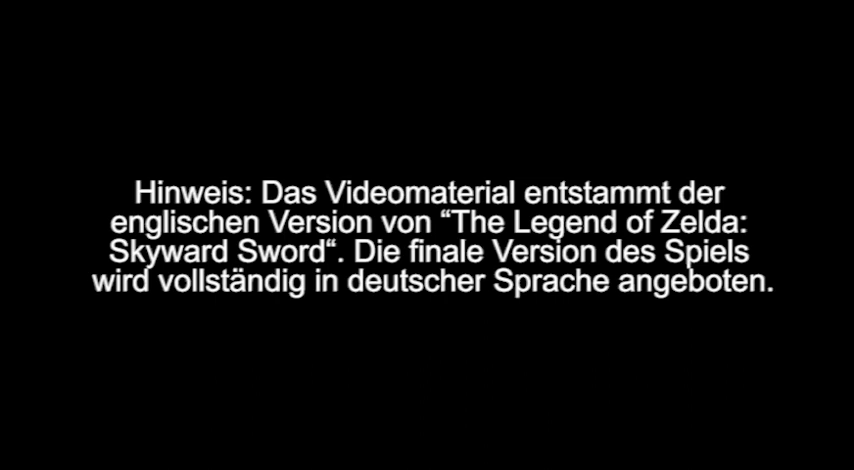 Hinweis: Das Videomaterial entstammt der
englischen Version von “The Legend of Zelda:
Skyward Sword“. Die finale Version des Spiels
wird vollständig in deutscher Sprache angeboten.